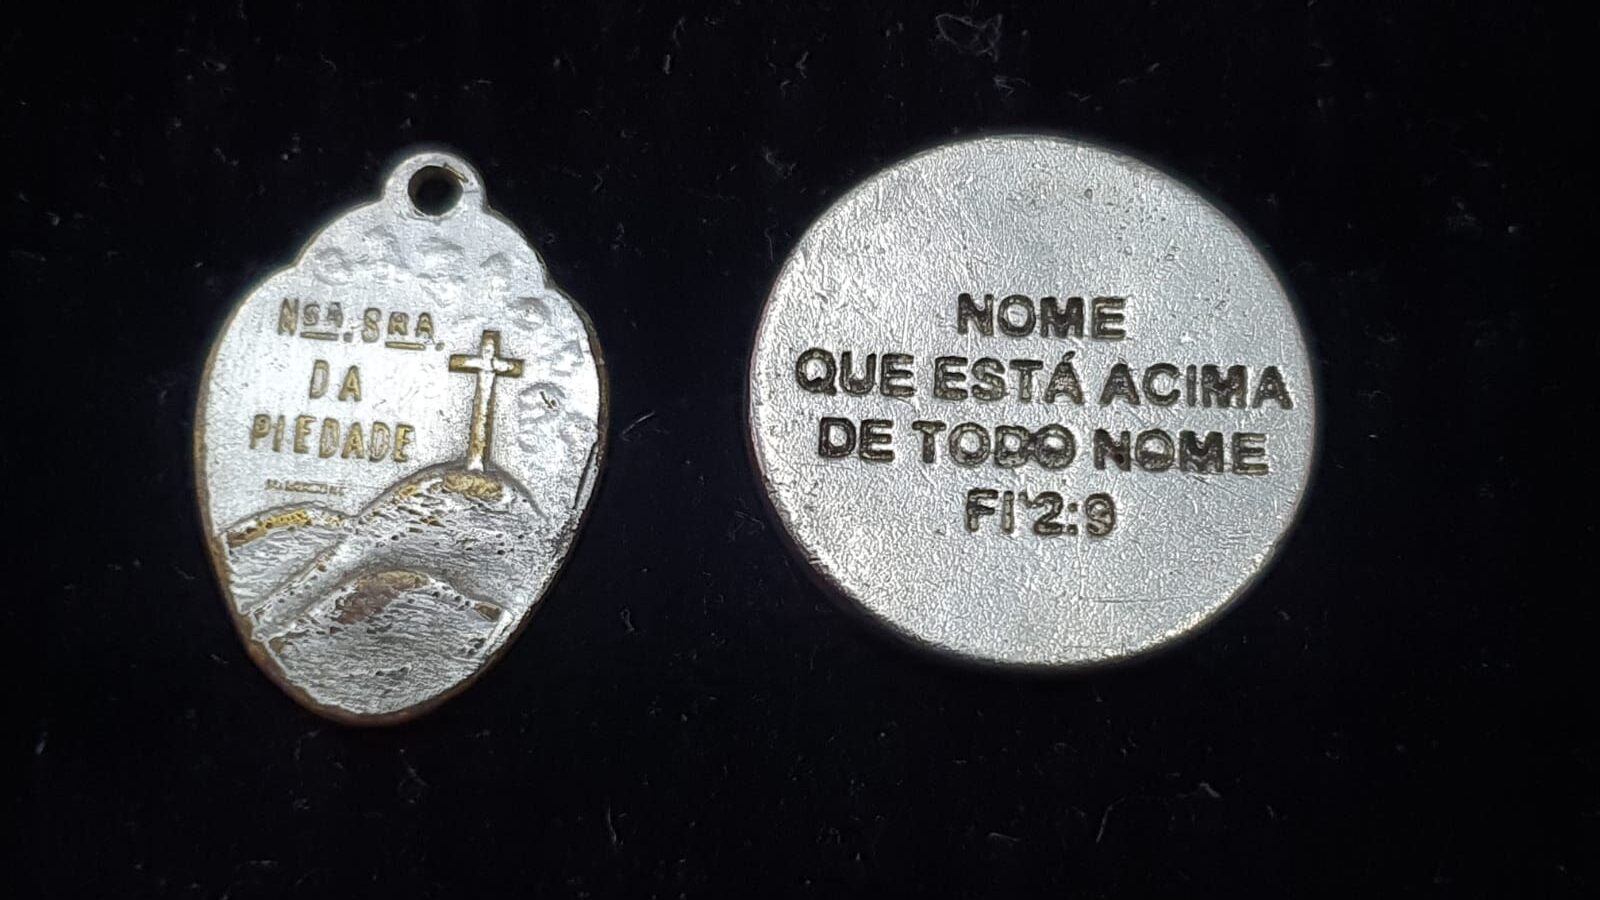 Nsa. Sra.
DA
PIEDADE
NOME
QUE ESTÁ ACIMA
DE TODO NOME
FI 2:9